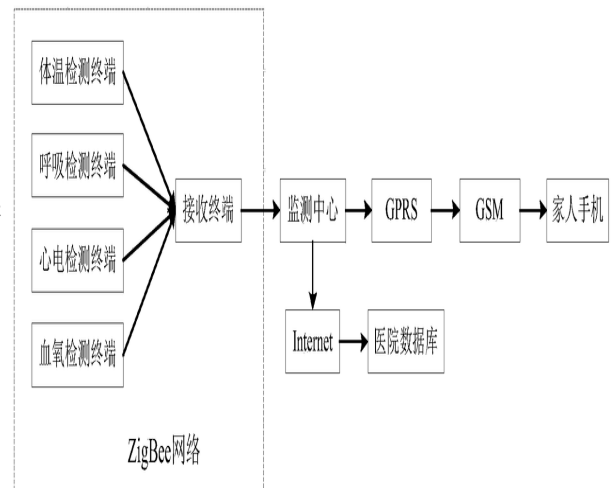 体温检测终端
呼吸检测终端
心电检测终端
血氧检测终端
接收终端
监测中心
GPRS
GSM
家人手机
Internet
医院数据库
ZigBee网络